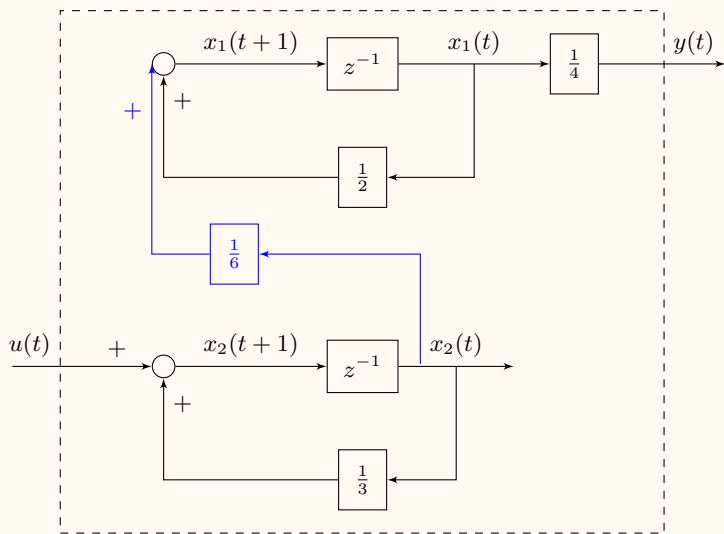 x₁(t+1) z⁻¹ x₁(t) 1/4 y(t)
+ +
1/2
1/6
u(t) + x₂(t+1) z⁻¹ x₂(t)
+
1/3